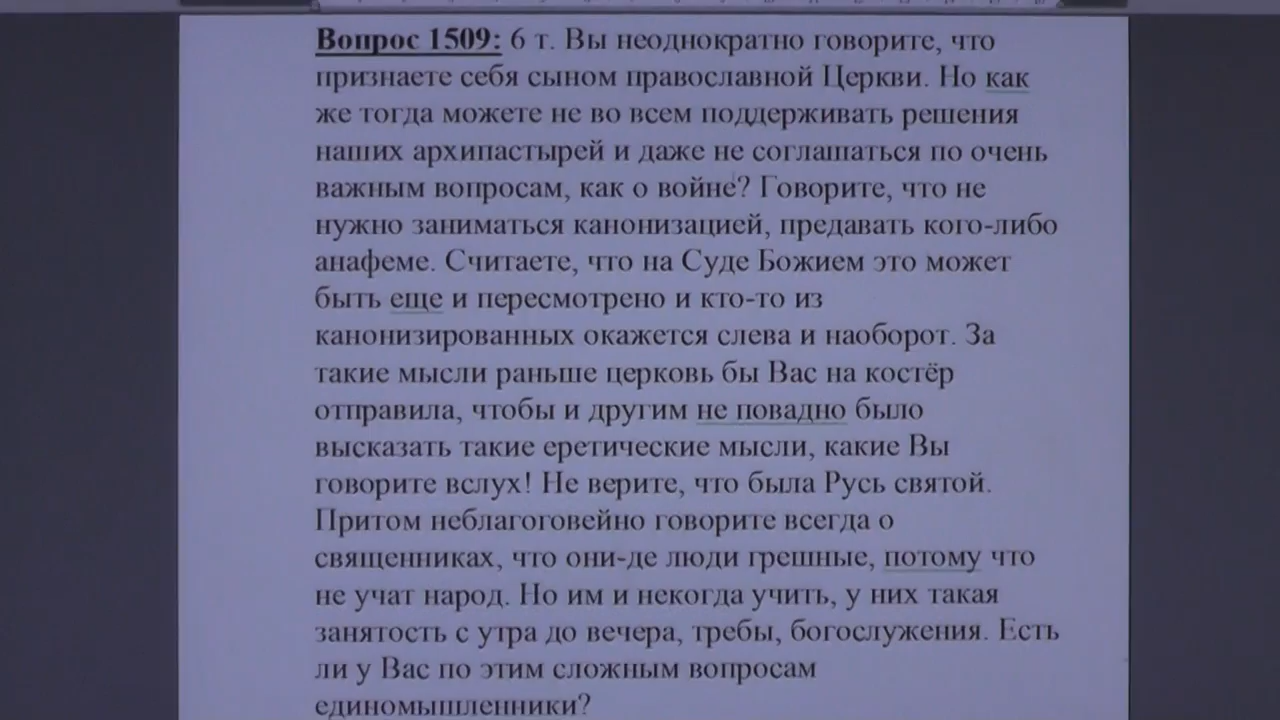 Вопрос 1509: 6 т. Вы неоднократно говорите, что
признаете себя сыном православной Церкви. Но как
же тогда можете не во всем поддерживать решения
наших архипастырей и даже не соглашаться по очень
важным вопросам, как о войне? Говорите, что не
нужно заниматься канонизацией, предавать кого-либо
анафеме. Считаете, что на Суде Божием это может
быть еще и пересмотрено и кто-то из
канонизированных окажется слева и наоборот. За
такие мысли раньше церковь бы Вас на костёр
отправила, чтобы и другим не повадно было
высказать такие еретические мысли, какие Вы
говорите вслух! Не верите, что была Русь святой.
Притом неблагоговейно говорите всегда о
священниках, что они-де люди грешные, потому что
не учат народ. Но им и некогда учить, у них такая
занятость с утра до вечера, требы, богослужения. Есть
ли у Вас по этим сложным вопросам
единомышленники?